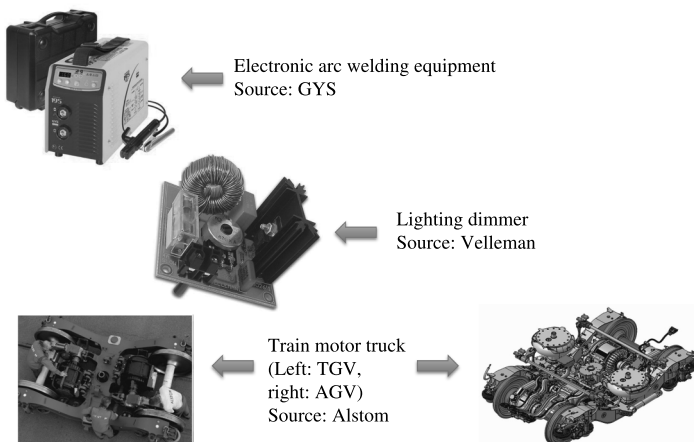 Electronic arc welding equipment
Source: GYS
Lighting dimmer
Source: Velleman
Train motor truck
(Left: TGV,
right: AGV)
Source: Alstom